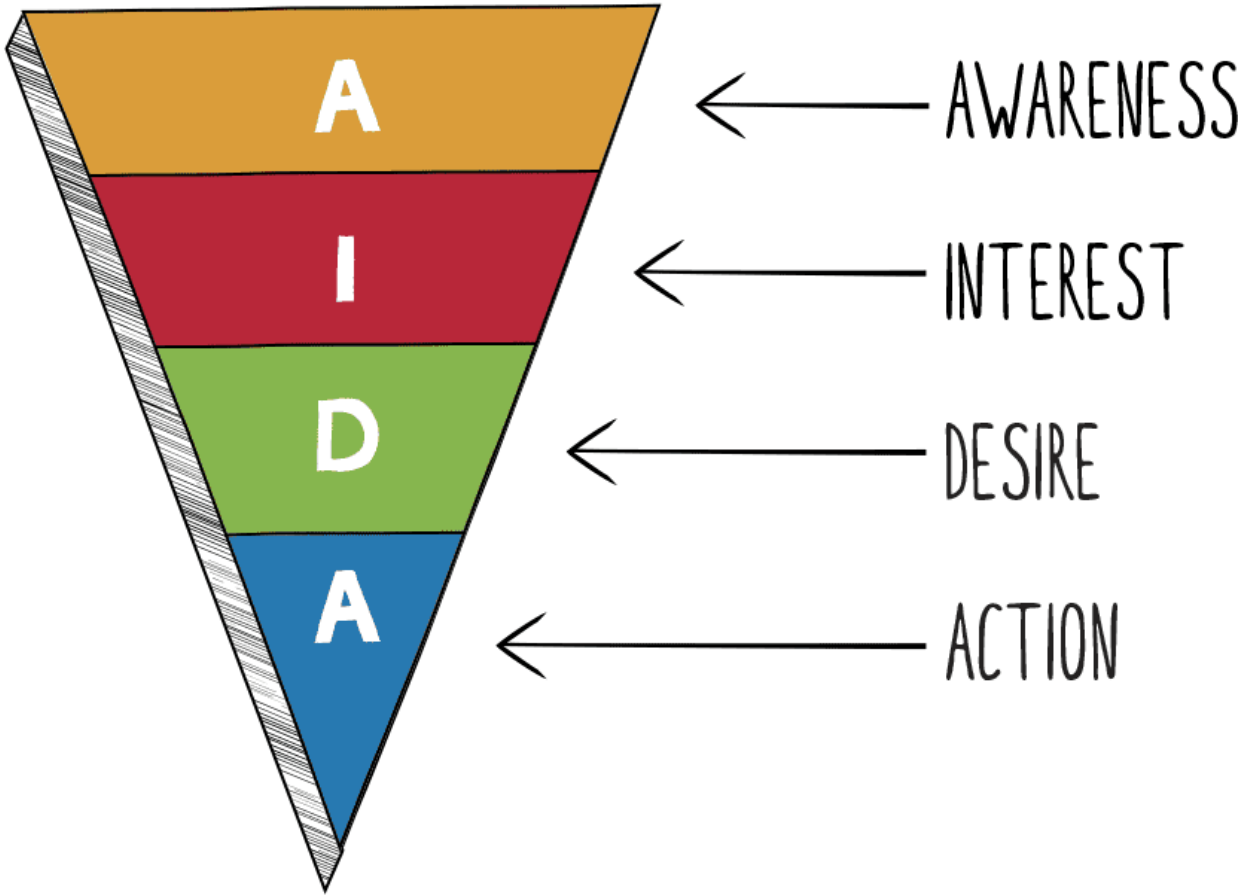 A
AWARENESS
I
INTEREST
D
DESIRE
A
ACTION